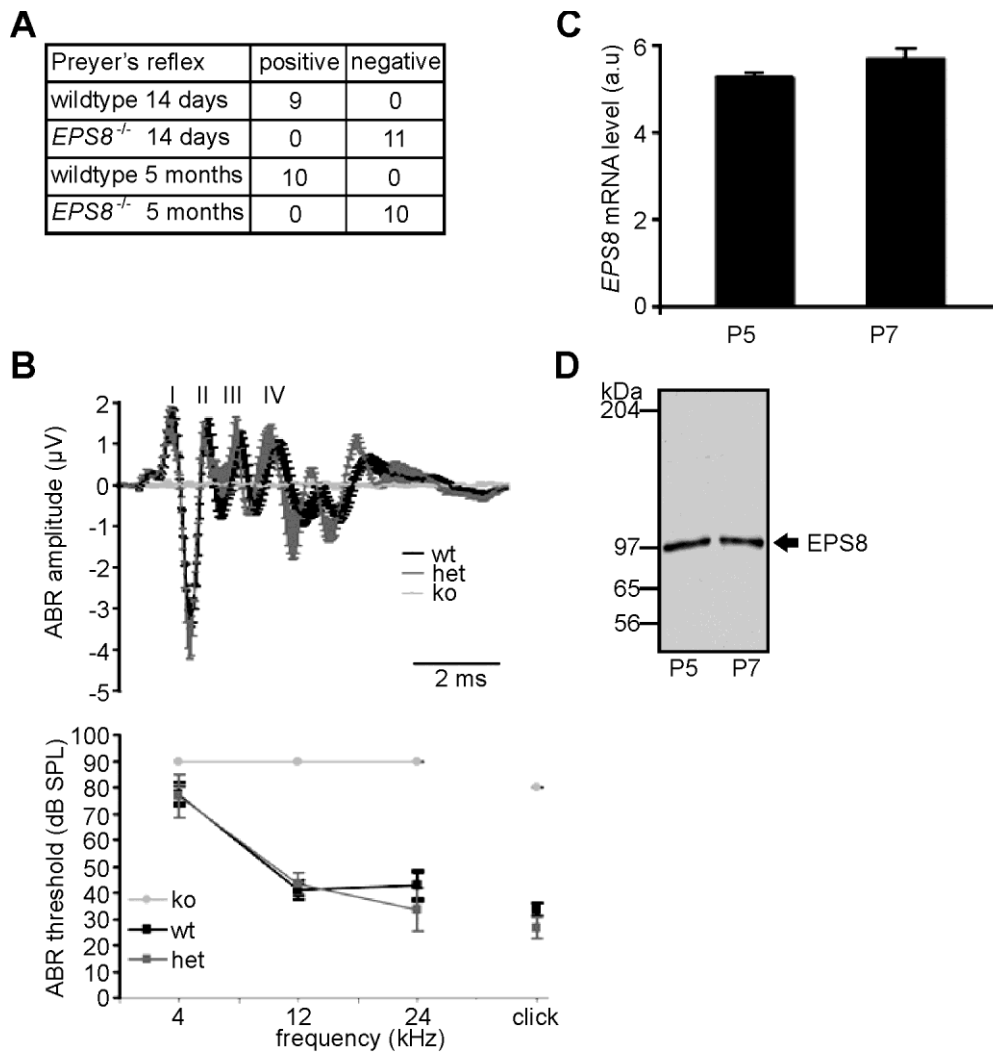 A
Preyer's reflex positive negative
wildtype 14 days 9 0
EPS8-/- 14 days 0 11
wildtype 5 months 10 0
EPS8-/- 5 months 0 10
B
I II III IV
2
1
0
-1
-2
-3
-4
-5
ABR amplitude (µV)
wt
het
ko
2 ms
100
90
80
70
60
50
40
30
20
10
0
ABR threshold (dB SPL)
ko
wt
het
4 12 24 click
frequency (kHz)
C
6
4
2
0
EPS8 mRNA level (a.u)
P5 P7
D
kDa
204
97
65
56
EPS8
P5 P7